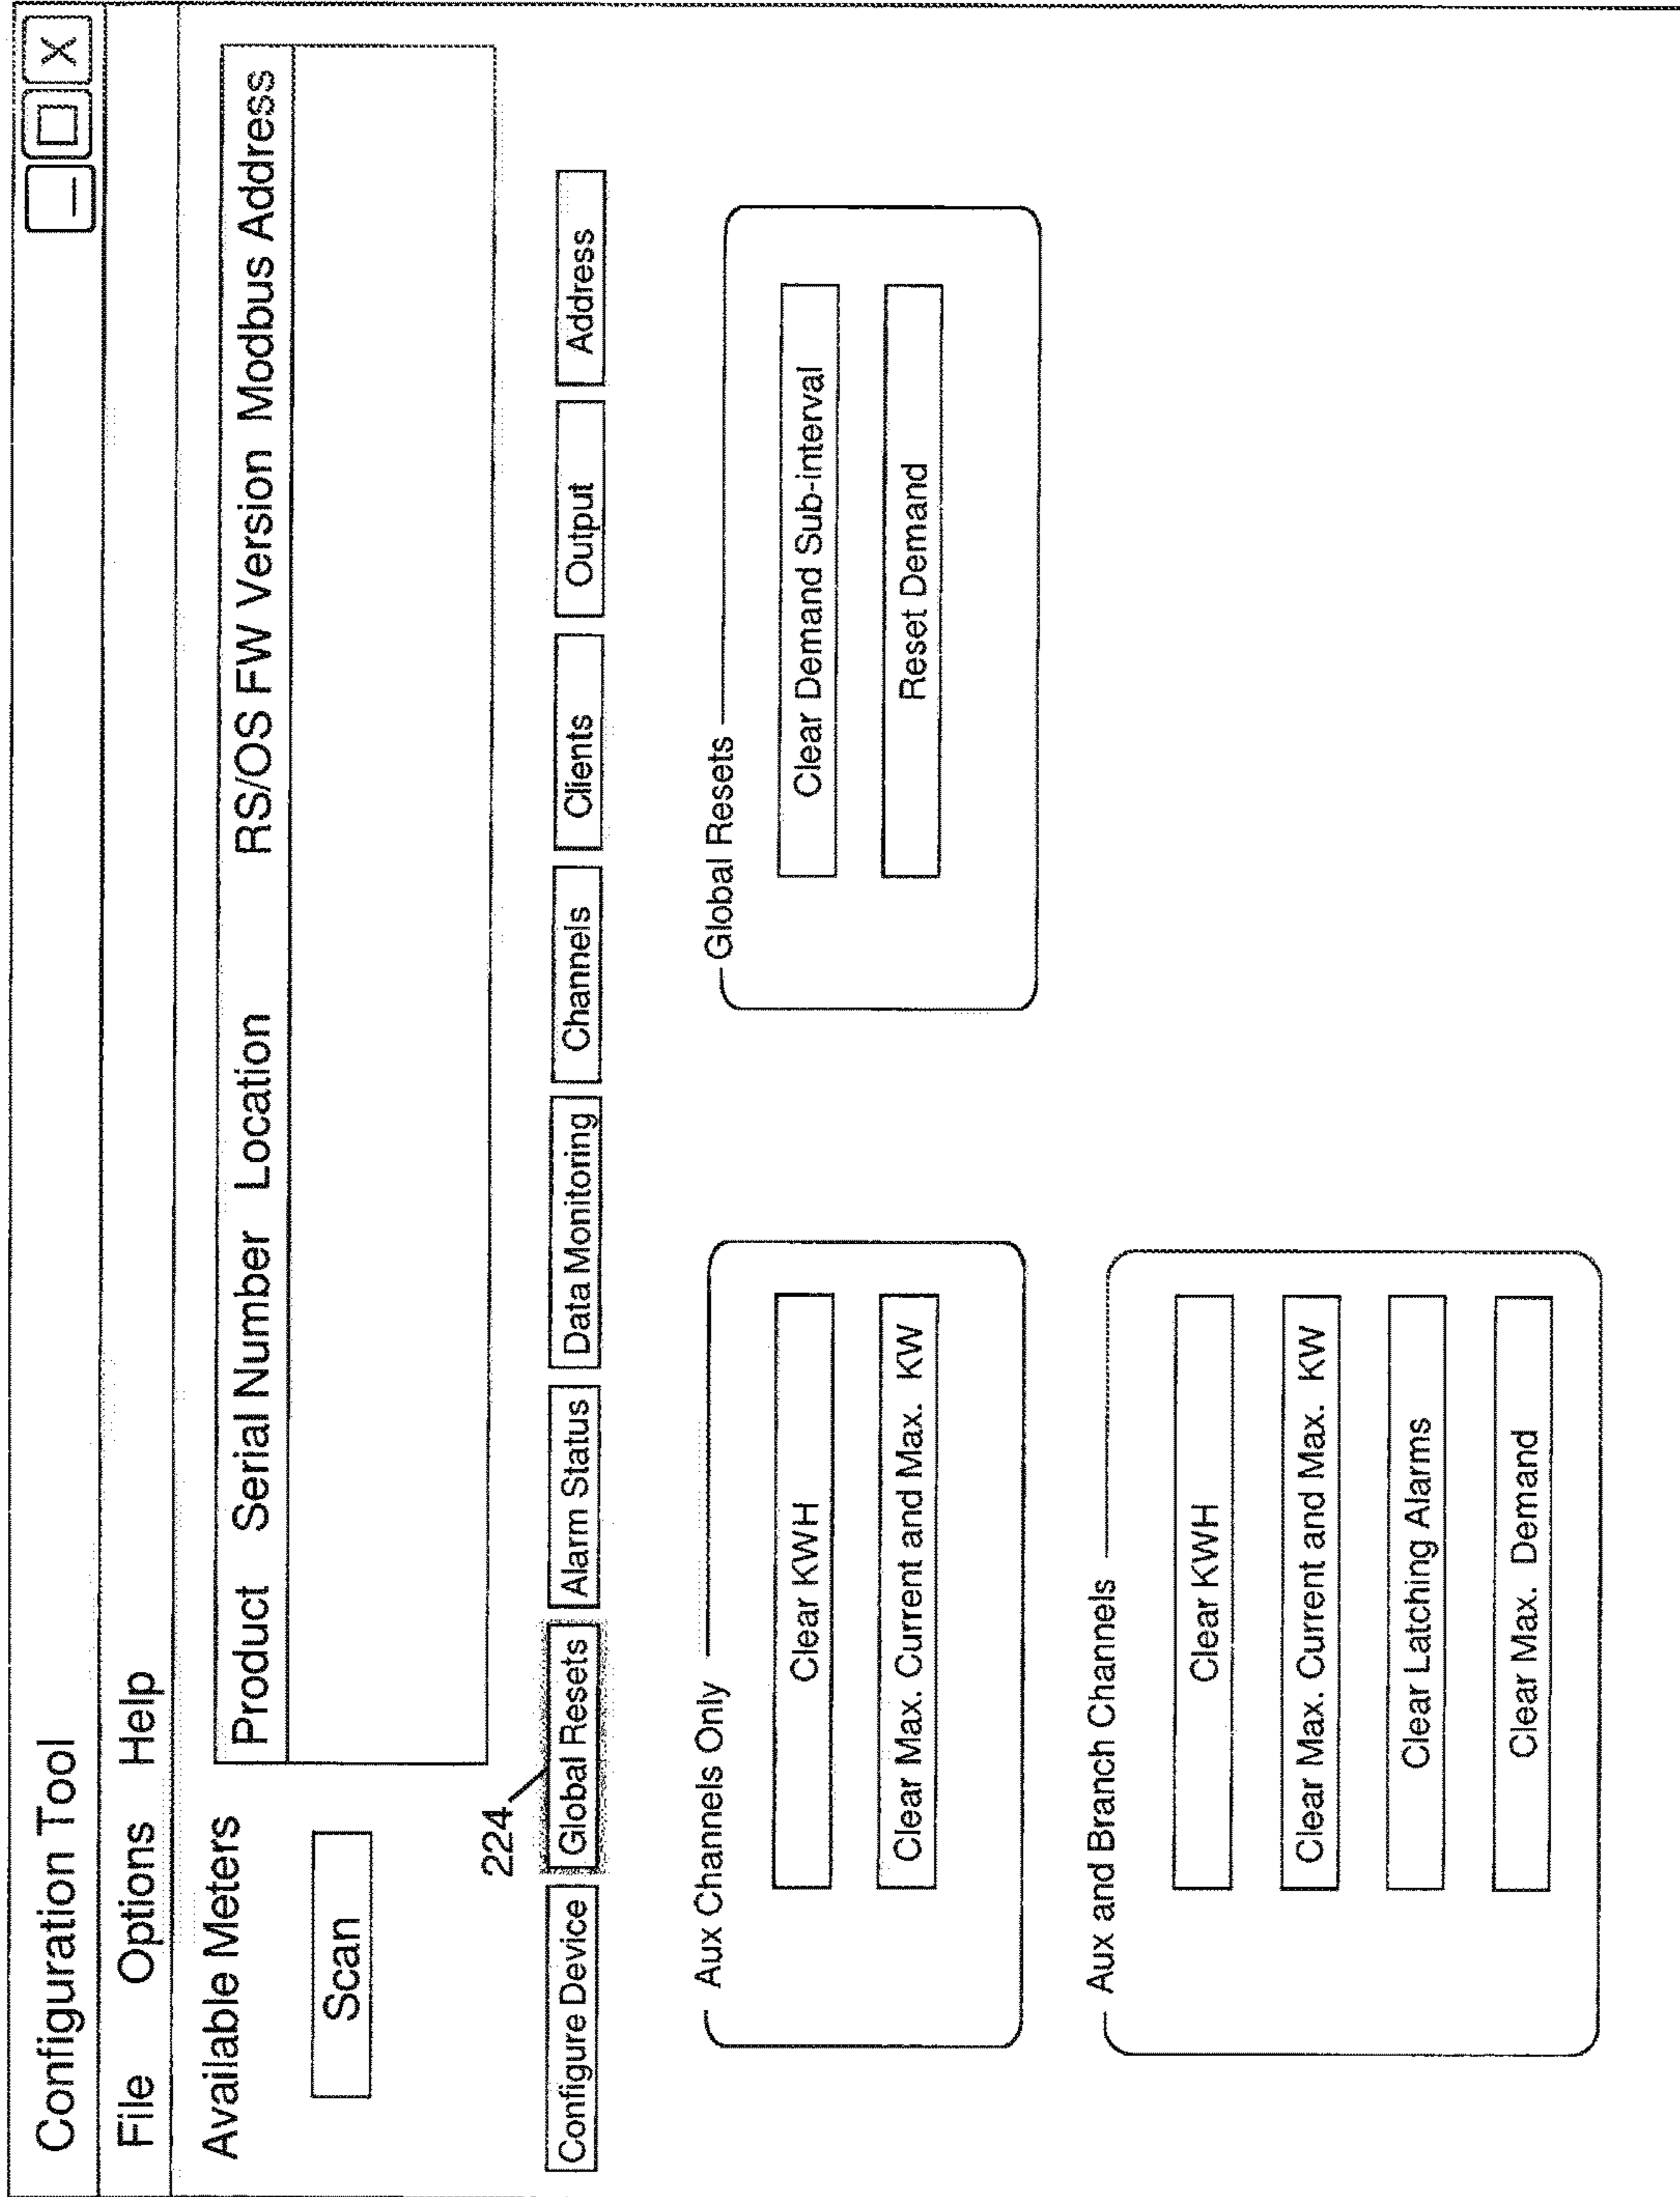 Configuration Tool
File Options Help
Available Meters
Scan
Product Serial Number Location RS/OS FW Version Modbus Address
224
Configure Device Global Resets Alarm Status Data Monitoring Channels Clients Output Address
Aux Channels Only
Clear KWH
Clear Max. Current and Max. KW
Global Resets
Clear Demand Sub-interval
Reset Demand
Aux and Branch Channels
Clear KWH
Clear Max. Current and Max. KW
Clear Latching Alarms
Clear Max. Demand